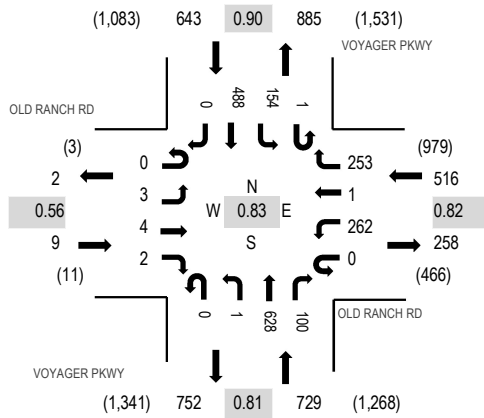 (1,083) 643 0.90 885 (1,531)
VOYAGER PKWY
OLD RANCH RD
0 488 154 1
(3)
(979)
0
253
2
516
3
N
1
0.56
W 0.83 E
0.82
4
262
9
S
258
2
0
(11)
(466)
0 1 628 100
OLD RANCH RD
VOYAGER PKWY
(1,341) 752 0.81 729 (1,268)